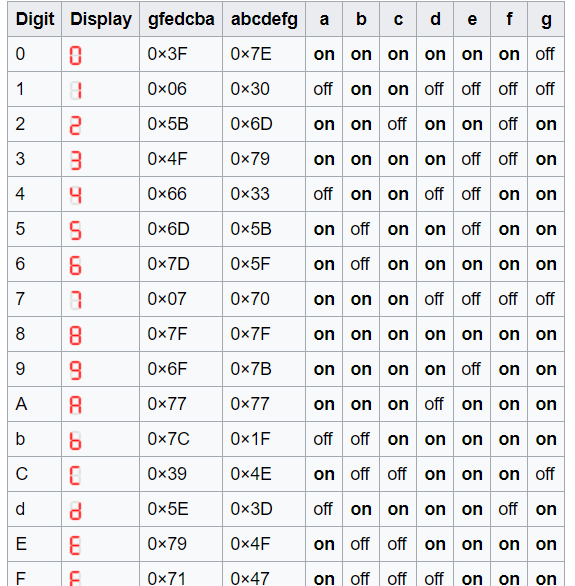 Digit Display gfedcba abcdefg a b c d e f g
0 0 0×3F 0×7E on on on on on on off
1 1 0×06 0×30 off on on off off off off
2 2 0×5B 0×6D on on off on on off on
3 3 0×4F 0×79 on on on on off off on
4 4 0×66 0×33 off on on off off on on
5 5 0×6D 0×5B on off on on off on on
6 6 0×7D 0×5F on off on on on on on
7 7 0×07 0×70 on on on off off off off
8 8 0×7F 0×7F on on on on on on on
9 9 0×6F 0×7B on on on on off on on
A A 0×77 0×77 on on on off on on on
b b 0×7C 0×1F off off on on on on on
C C 0×39 0×4E on off off on on on off
d d 0×5E 0×3D off on on on on off on
E E 0×79 0×4F on off off on on on on
F F 0×71 0×47 on off off off on on on